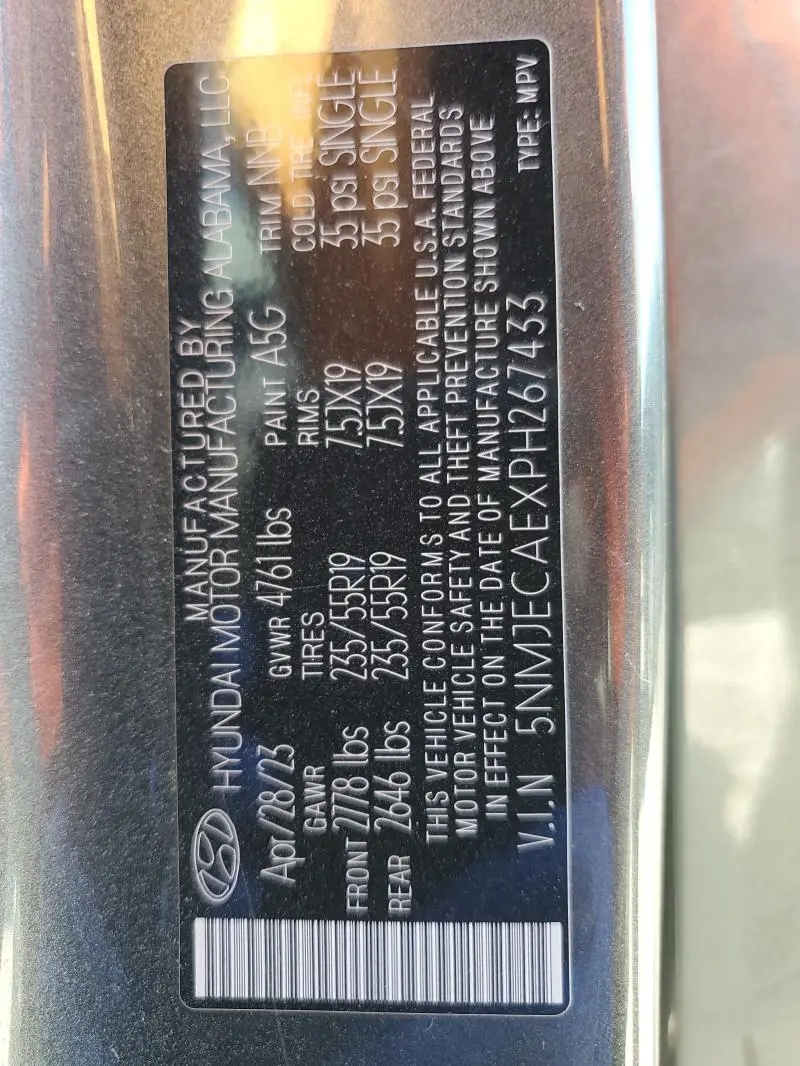 MANUFACTURED BY
HYUNDAI MOTOR MANUFACTURING ALABAMA, LLC
Apr/28/23 GVWR 4761 lbs PAINT A5G TRIM NNB
GAWR TIRES RIMS COLD TIRE INFL
FRONT 2778 lbs 235/55R19 7.5JX19 35 psi SINGLE
REAR 2646 lbs 235/55R19 7.5JX19 35 psi SINGLE
THIS VEHICLE CONFORMS TO ALL APPLICABLE U.S.A. FEDERAL
MOTOR VEHICLE SAFETY AND THEFT PREVENTION STANDARDS
IN EFFECT ON THE DATE OF MANUFACTURE SHOWN ABOVE
V.I.N 5NMJECAEXPH267433 TYPE: MPV